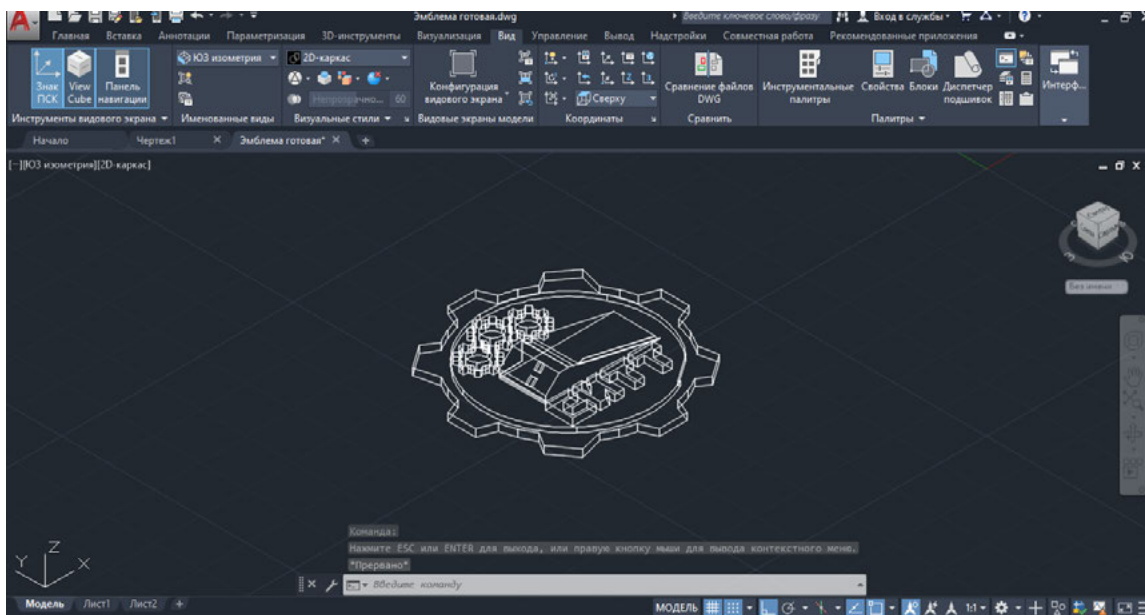 Эмблема готовая.dwg
Введите ключевое слово/фразу
Вход в службы
Главная Вставка Аннотации Параметризация 3D-инструменты Визуализация Вид Управление Вывод Надстройки Совместная работа Рекомендованные приложения
ЮЗ изометрия
2D-каркас
Знак ПСК
View Cube
Панель навигации
Непрозрачно... 60
Конфигурация видового экрана
Сверху
Сравнение файлов DWG
Инструментальные палитры
Свойства
Блоки
Диспетчер подшивок
Интерф...
Инструменты видового экрана Именованные виды Визуальные стили Видовые экраны модели Координаты Сравнить Палитры
Начало Чертеж1 Эмблема готовая* +
[−][ЮЗ изометрия][2D-каркас]
Без имени
Команда:
Нажмите ESC или ENTER для выхода, или правую кнопку мыши для вывода контекстного меню.
*Прервано*
Введите команду
Z
Y
X
Модель Лист1 Лист2 +
МОДЕЛЬ
1:1